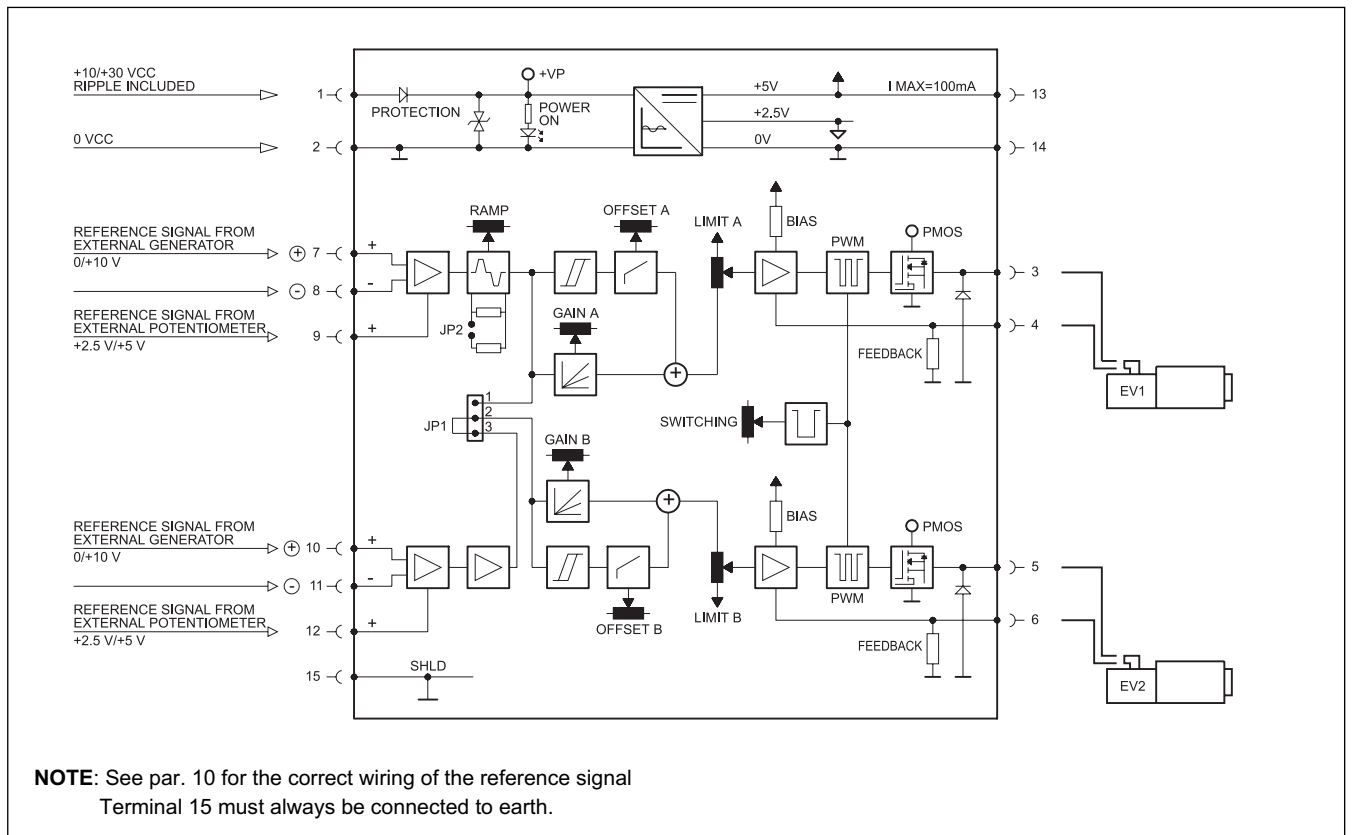 +10/+30 VCC
RIPPLE INCLUDED
1
PROTECTION
+VP
POWER
ON
+5V
I MAX=100mA
13
+2.5V
0 VCC
2
0V
14
RAMP
OFFSET A
LIMIT A
BIAS
PWM
PMOS
REFERENCE SIGNAL FROM
EXTERNAL GENERATOR
0/+10 V
+ 7 +
- 8 -
3
REFERENCE SIGNAL FROM
EXTERNAL POTENTIOMETER
+2.5 V/+5 V
9 +
JP2
GAIN A
+
4
FEEDBACK
EV1
JP1
1
2
3
SWITCHING
GAIN B
+
BIAS
PMOS
REFERENCE SIGNAL FROM
EXTERNAL GENERATOR
0/+10 V
+ 10 +
- 11 -
OFFSET B
LIMIT B
PWM
5
REFERENCE SIGNAL FROM
EXTERNAL POTENTIOMETER
+2.5 V/+5 V
12 +
6
FEEDBACK
EV2
15
SHLD
NOTE: See par. 10 for the correct wiring of the reference signal
Terminal 15 must always be connected to earth.